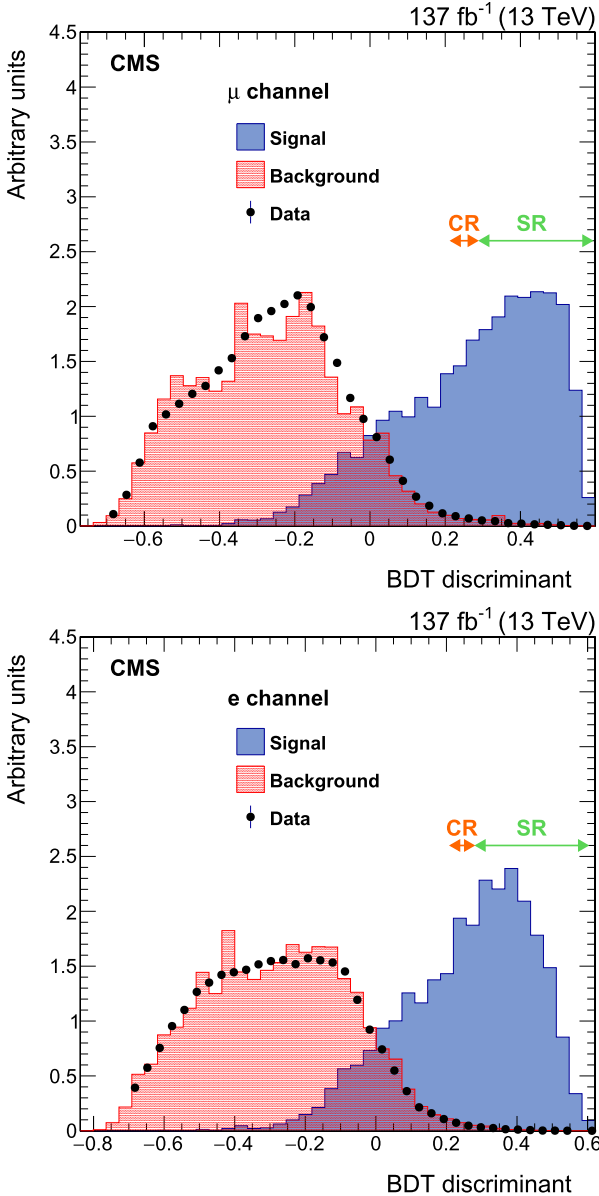 137 fb⁻¹ (13 TeV)
Arbitrary units
4.5
CMS
4
μ channel
3.5
Signal
Background
3
Data
CR SR
2.5
2
1.5
1
0.5
0
−0.6 −0.4 −0.2 0 0.2 0.4
BDT discriminant
137 fb⁻¹ (13 TeV)
Arbitrary units
4.5
CMS
4
e channel
3.5
Signal
Background
3
Data
CR SR
2.5
2
1.5
1
0.5
0
−0.8 −0.6 −0.4 −0.2 0 0.2 0.4 0.6
BDT discriminant